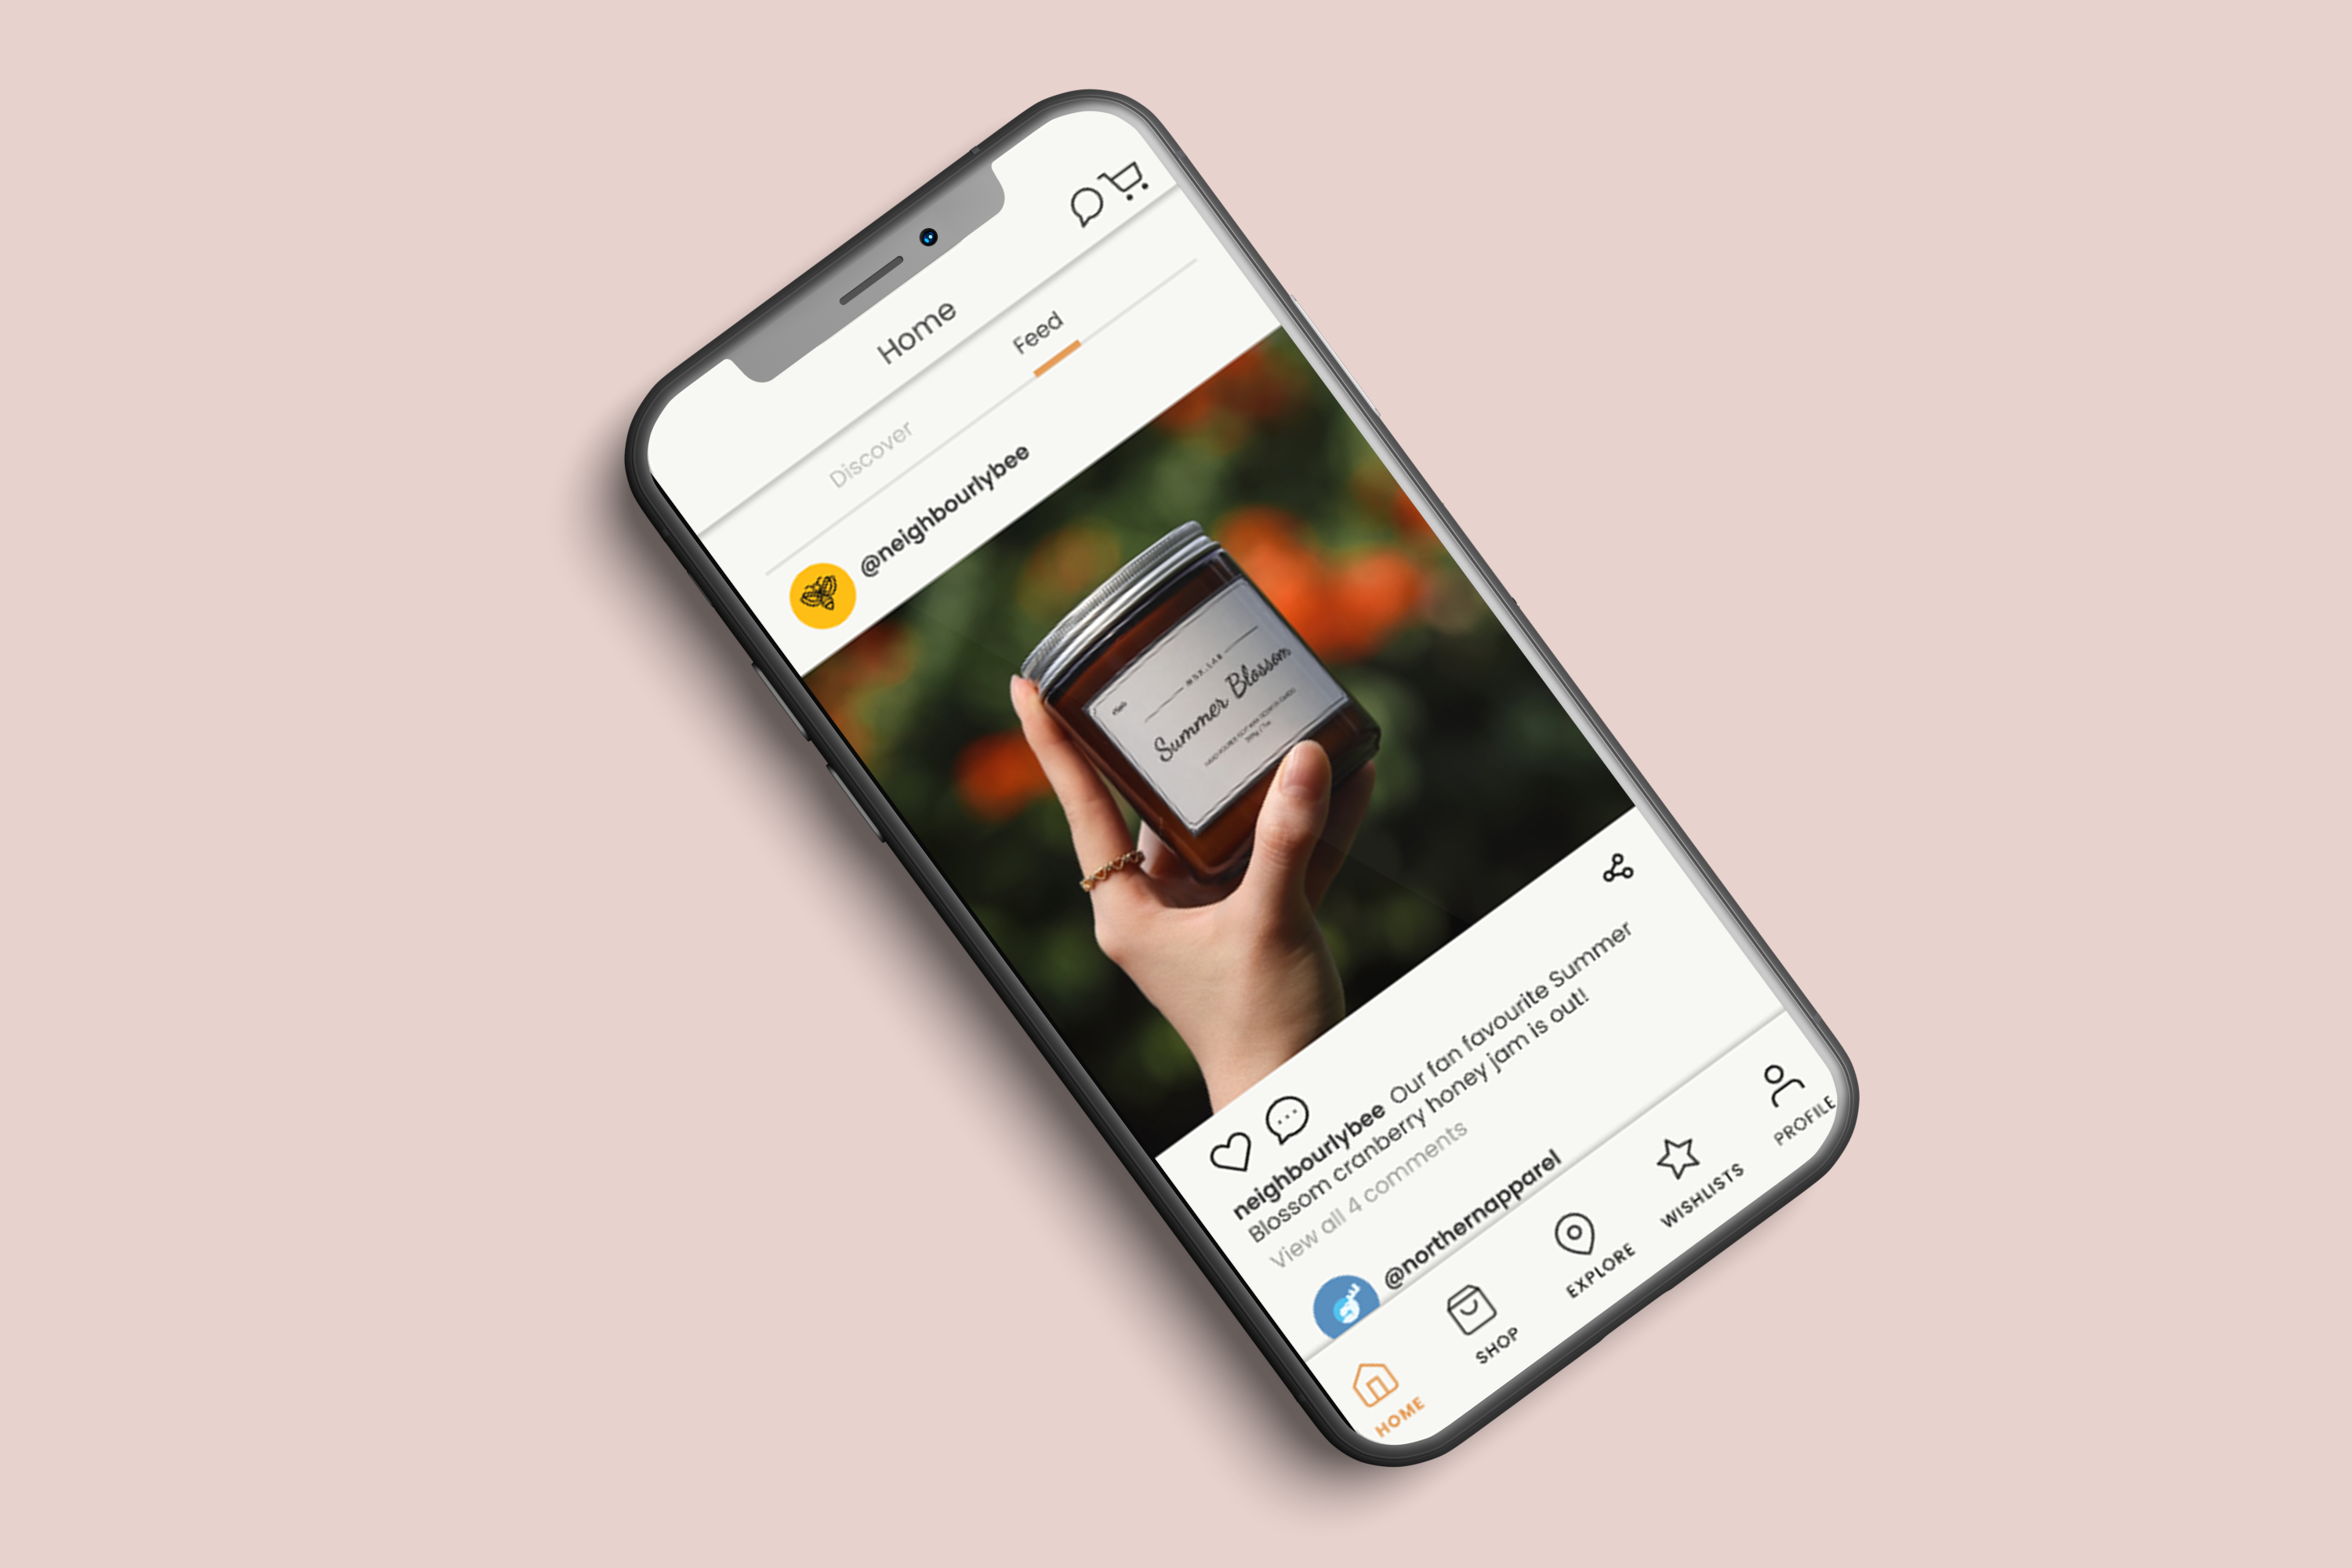 Home
Discover
Feed
@neighbourlybee
Summer Blossom
neighbourlybee Our fan favourite Summer
Blossom cranberry honey jam is out!
View all 4 comments
@northernapparel
HOME
SHOP
EXPLORE
WISHLISTS
PROFILE